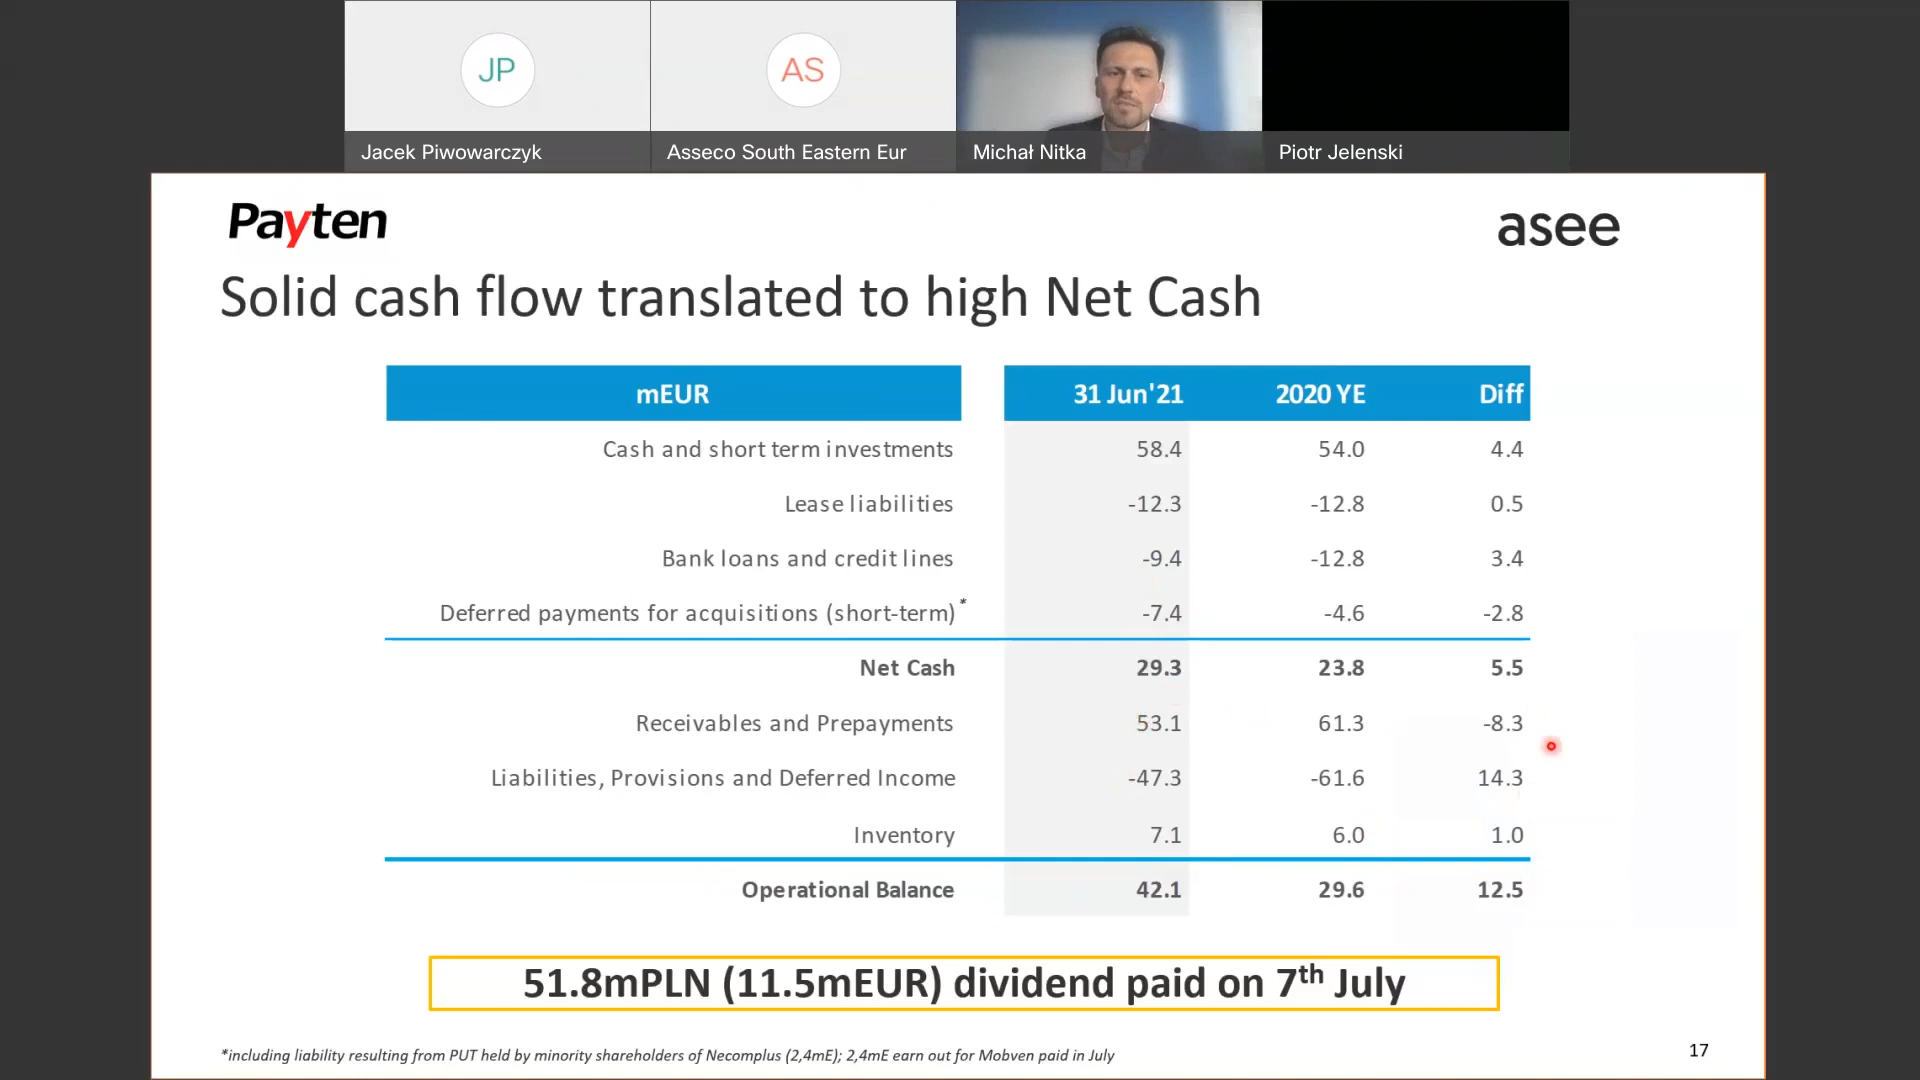 JP
AS
Jacek Piwowarczyk
Asseco South Eastern Eur
Michał Nitka
Piotr Jelenski
Payten
asee
Solid cash flow translated to high Net Cash
mEUR 31 Jun'21 2020 YE Diff
Cash and short term investments 58.4 54.0 4.4
Lease liabilities -12.3 -12.8 0.5
Bank loans and credit lines -9.4 -12.8 3.4
Deferred payments for acquisitions (short-term)* -7.4 -4.6 -2.8
Net Cash 29.3 23.8 5.5
Receivables and Prepayments 53.1 61.3 -8.3
Liabilities, Provisions and Deferred Income -47.3 -61.6 14.3
Inventory 7.1 6.0 1.0
Operational Balance 42.1 29.6 12.5
51.8mPLN (11.5mEUR) dividend paid on 7th July
*including liability resulting from PUT held by minority shareholders of Necomplus (2,4mE); 2,4mE earn out for Mobven paid in July
17